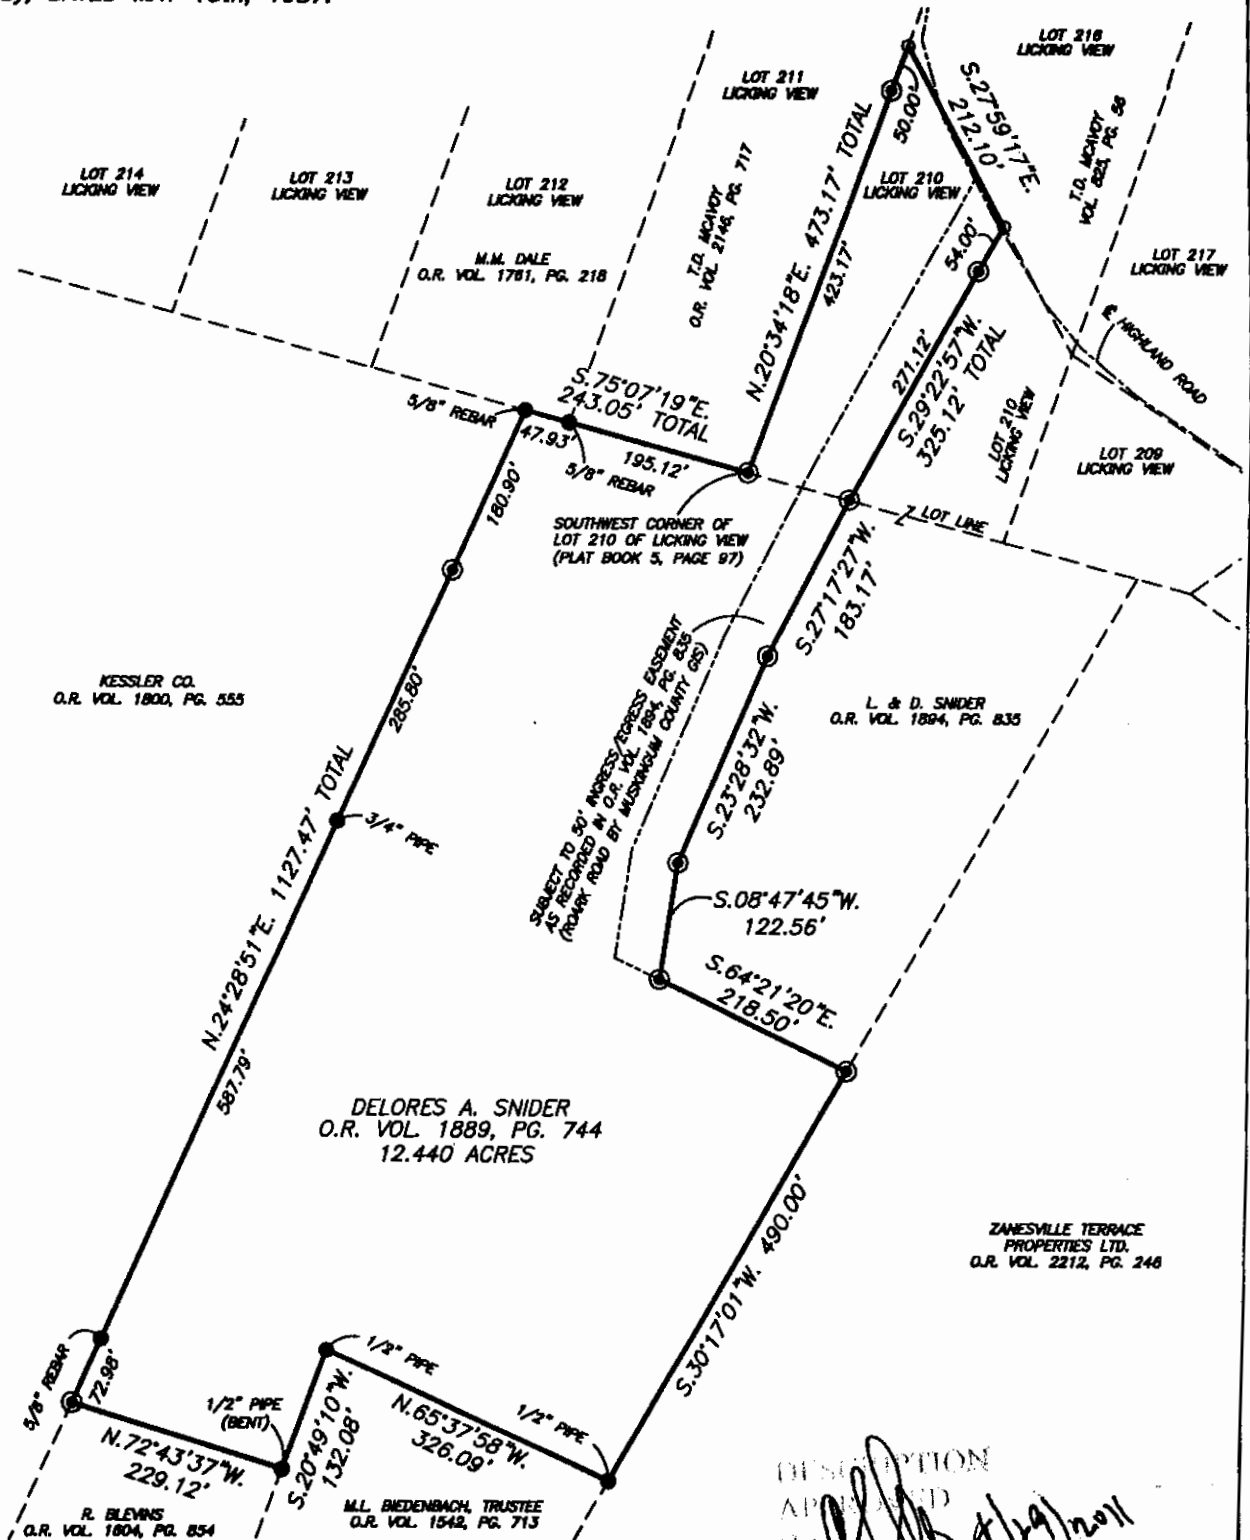 LOT 216
LICKING VIEW
LOT 211
LICKING VIEW
S.27°59'17"E.
212.10'
50.00'
T.D. MCAVOY
VOL. 825, PG. 56
LOT 214
LICKING VIEW
LOT 213
LICKING VIEW
LOT 212
LICKING VIEW
T.D. MCAVOY
O.R. VOL. 2146, PG. 717
N.20°34'18"E. 473.17' TOTAL
423.17'
LOT 210
LICKING VIEW
54.00'
LOT 217
LICKING VIEW
M.M. DALE
O.R. VOL. 1761, PG. 218
HIGHLAND ROAD
271.12'
S.29°22'57"W.
325.12' TOTAL
S.75°07'19"E.
243.05' TOTAL
5/8" REBAR
47.93'
195.12'
5/8" REBAR
LOT 210
LICKING VIEW
LOT 209
LICKING VIEW
180.90'
SOUTHWEST CORNER OF
LOT 210 OF LICKING VIEW
(PLAT BOOK 5, PAGE 97)
LOT LINE
S.27°17'27"W.
183.17'
KESSLER CO.
O.R. VOL. 1800, PG. 555
285.80'
SUBJECT TO 50' INGRESS/EGRESS EASEMENT
AS RECORDED IN O.R. VOL. 1894, PG. 835
(ROARK ROAD BY MUSKINGUM COUNTY GIS)
L. & D. SNIDER
O.R. VOL. 1894, PG. 835
S.23°28'32"W.
232.89'
3/4" PIPE
N.24°28'51"E. 1127.47' TOTAL
S.08°47'45"W.
122.56'
S.64°21'20"E.
218.50'
587.79'
DELORES A. SNIDER
O.R. VOL. 1889, PG. 744
12.440 ACRES
S.30°17'01"W. 490.00'
ZANESVILLE TERRACE
PROPERTIES LTD.
O.R. VOL. 2212, PG. 246
5/8" REBAR
72.98'
1/2" PIPE
1/2" PIPE
(BENT)
1/2" PIPE
N.72°43'37"W.
229.12'
S.20°49'10"W.
132.08'
N.65°37'58"W.
326.09'
R. BLEVINS
O.R. VOL. 1604, PG. 854
M.L. BIEDENBACH, TRUSTEE
O.R. VOL. 1542, PG. 713
DESCRIPTION
APPROVED